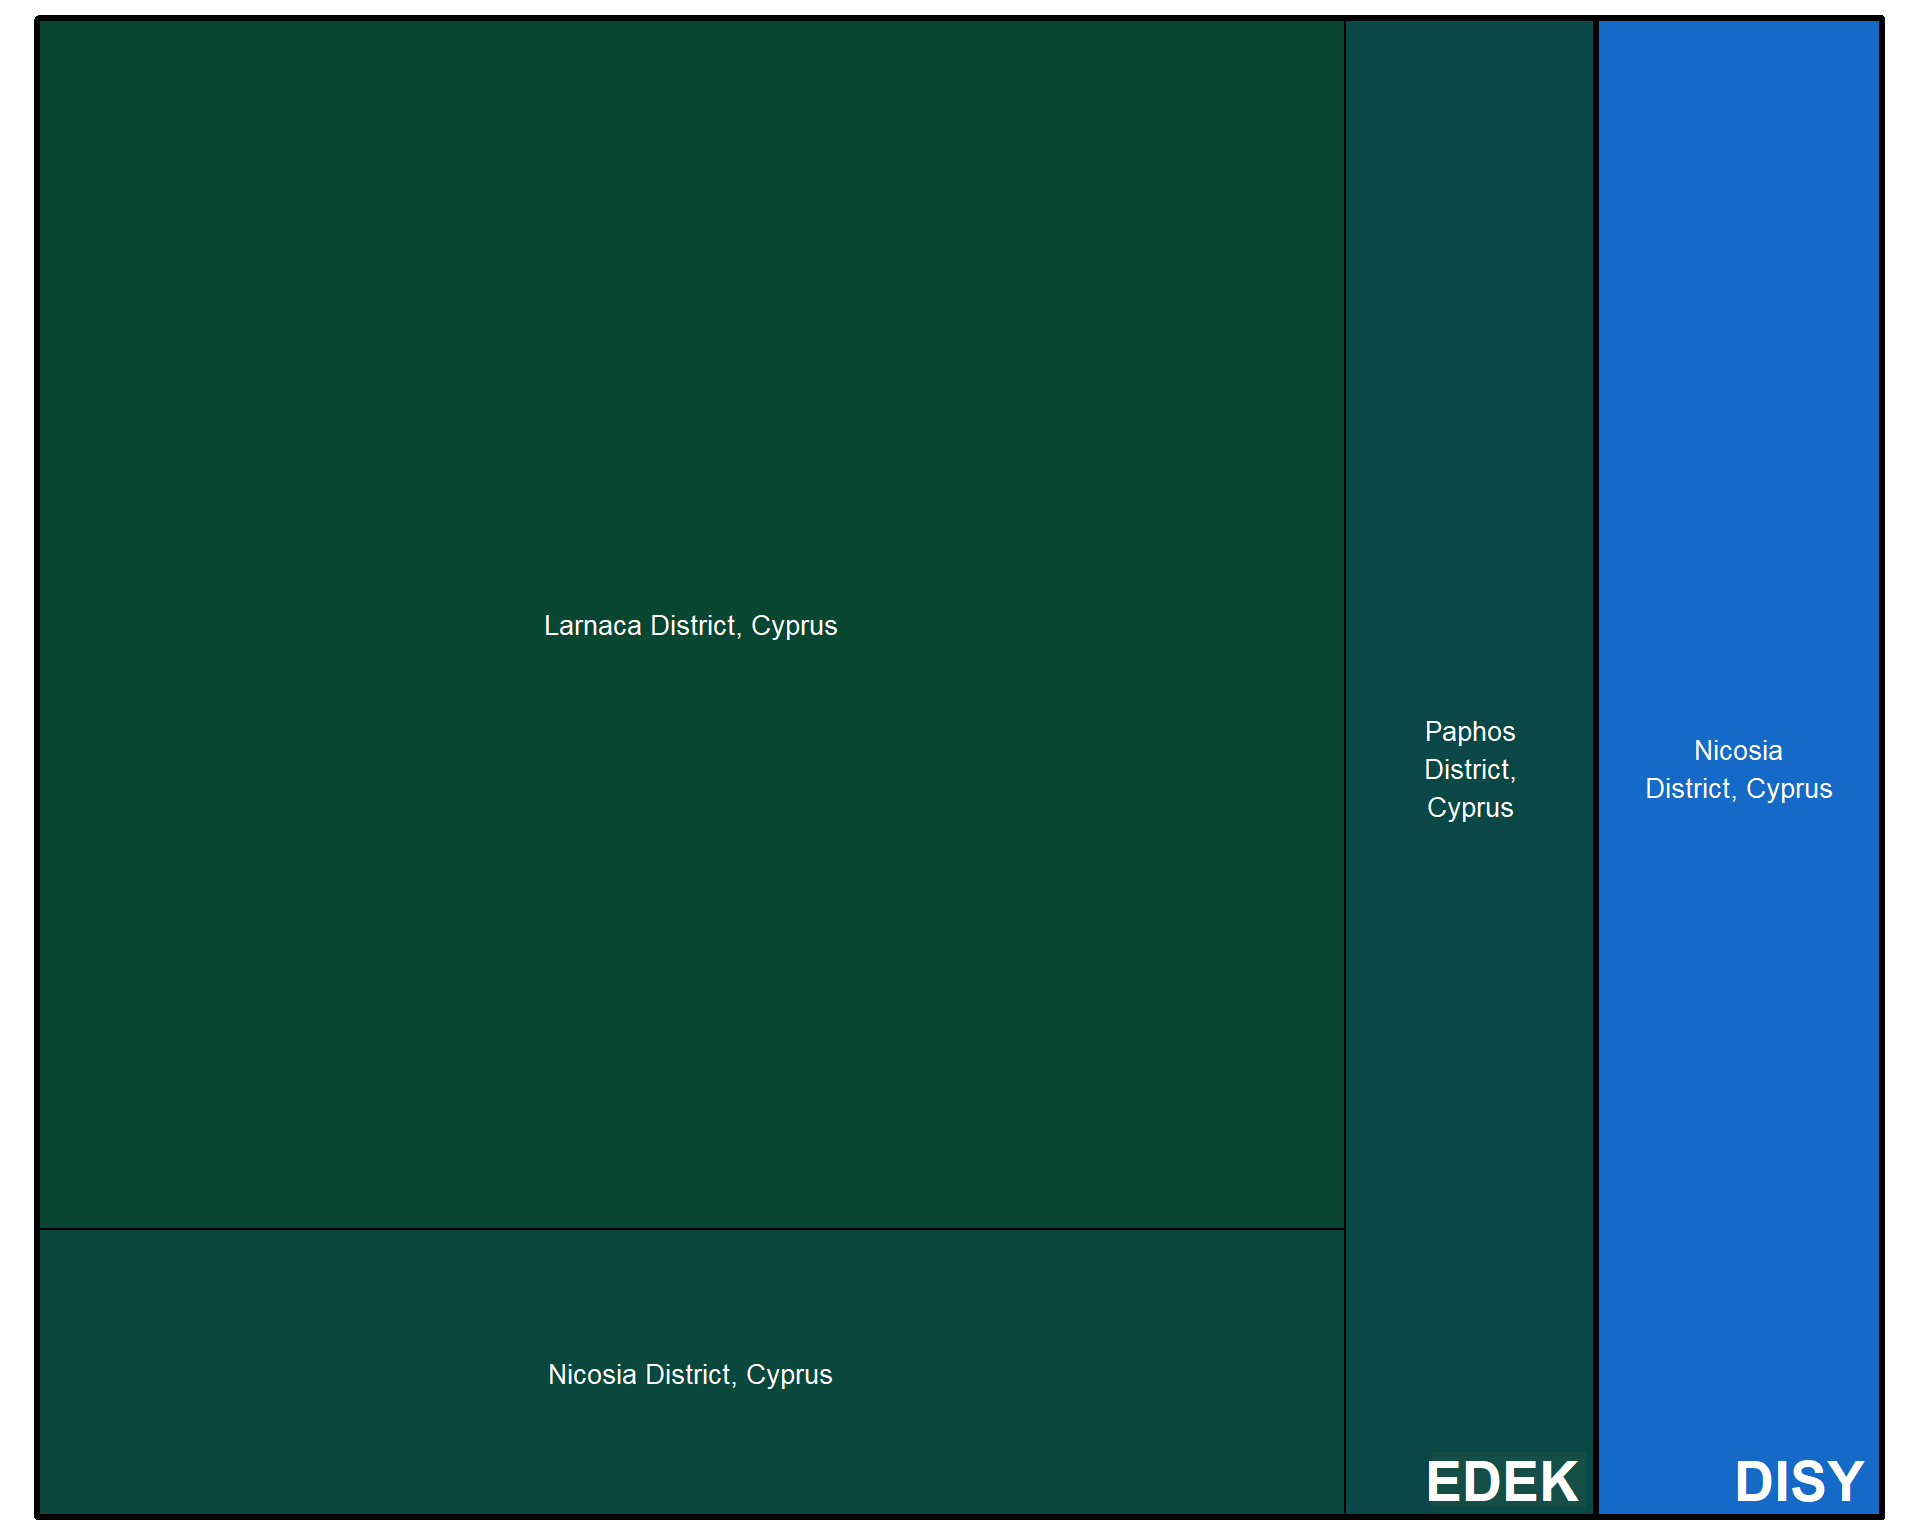 Larnaca District, Cyprus
Nicosia District, Cyprus
Paphos
District,
Cyprus
EDEK
Nicosia
District, Cyprus
DISY